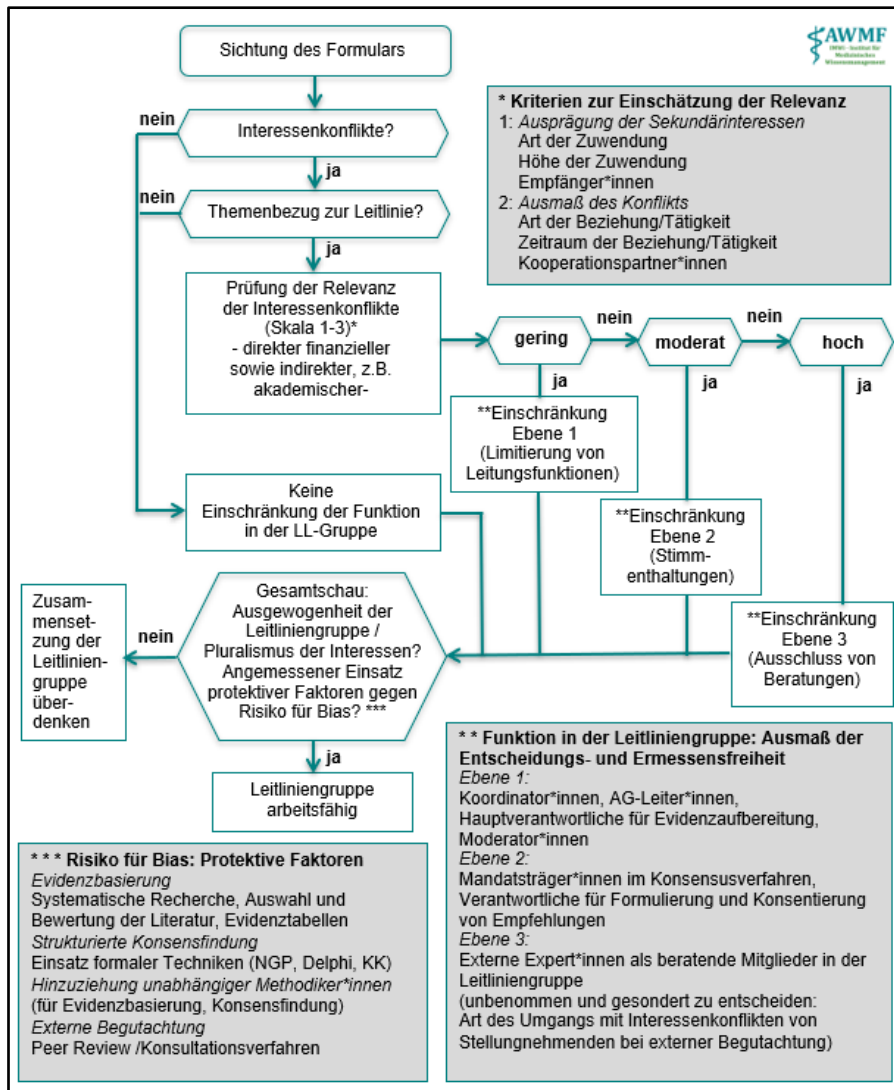 Sichtung des Formulars
AWMF
IMWi - Institut für
Medizinisches
Wissensmanagement
nein
Interessenkonflikte?
ja
nein
Themenbezug zur Leitlinie?
ja
* Kriterien zur Einschätzung der Relevanz
1: Ausprägung der Sekundärinteressen
Art der Zuwendung
Höhe der Zuwendung
Empfänger*innen
2: Ausmaß des Konflikts
Art der Beziehung/Tätigkeit
Zeitraum der Beziehung/Tätigkeit
Kooperationspartner*innen
Prüfung der Relevanz
der Interessenkonflikte
(Skala 1-3)*
- direkter finanzieller
sowie indirekter, z.B.
akademischer-
gering
nein
moderat
nein
hoch
ja
ja
ja
**Einschränkung
Ebene 1
(Limitierung von
Leitungsfunktionen)
**Einschränkung
Ebene 2
(Stimm-
enthaltungen)
**Einschränkung
Ebene 3
(Ausschluss von
Beratungen)
Keine
Einschränkung der Funktion
in der LL-Gruppe
Gesamtschau:
Ausgewogenheit der
Leitliniengruppe /
Pluralismus der Interessen?
Angemessener Einsatz
protektiver Faktoren gegen
Risiko für Bias? ***
nein
Zusam-
mensetz-
zung der
Leitlinien-
gruppe
über-
denken
ja
Leitliniengruppe
arbeitsfähig
* * Funktion in der Leitliniengruppe: Ausmaß der
Entscheidungs- und Ermessensfreiheit
Ebene 1:
Koordinator*innen, AG-Leiter*innen,
Hauptverantwortliche für Evidenzaufbereitung,
Moderator*innen
Ebene 2:
Mandatsträger*innen im Konsensusverfahren,
Verantwortliche für Formulierung und Konsentierung
von Empfehlungen
Ebene 3:
Externe Expert*innen als beratende Mitglieder in der
Leitliniengruppe
(unbenommen und gesondert zu entscheiden:
Art des Umgangs mit Interessenkonflikten von
Stellungnehmenden bei externer Begutachtung)
* * * Risiko für Bias: Protektive Faktoren
Evidenzbasierung
Systematische Recherche, Auswahl und
Bewertung der Literatur, Evidenztabellen
Strukturierte Konsensfindung
Einsatz formaler Techniken (NGP, Delphi, KK)
Hinzuziehung unabhängiger Methodiker*innen
(für Evidenzbasierung, Konsensfindung)
Externe Begutachtung
Peer Review /Konsultationsverfahren